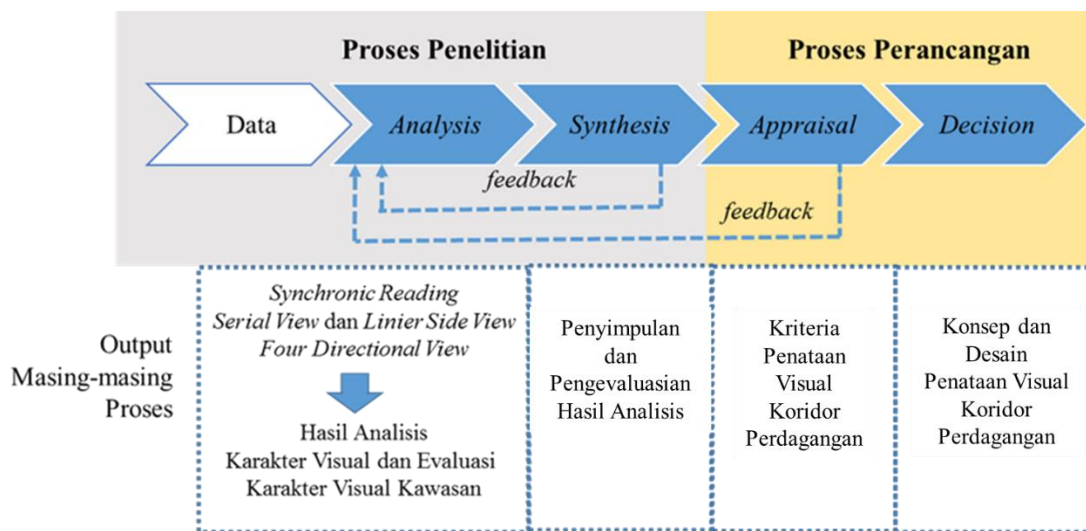 Proses Penelitian
Proses Perancangan
Data
Analysis
Synthesis
Appraisal
Decision
feedback
feedback
Output
Masing-masing
Proses
Synchronic Reading
Serial View dan Linier Side View
Four Directional View
Hasil Analisis
Karakter Visual dan Evaluasi
Karakter Visual Kawasan
Penyimpulan
dan
Pengevaluasian
Hasil Analisis
Kriteria
Penataan
Visual
Koridor
Perdagangan
Konsep dan
Desain
Penataan Visual
Koridor
Perdagangan